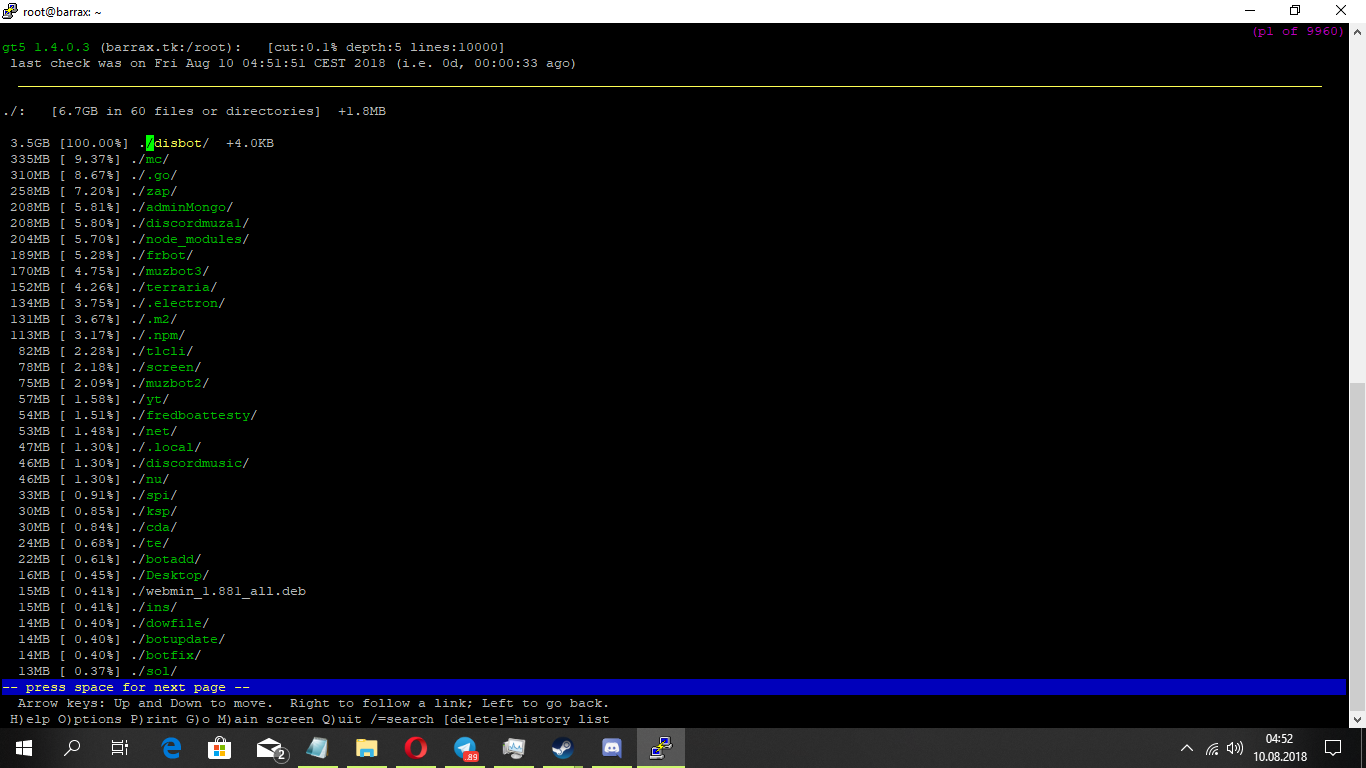 root@barrax: ~
(p1 of 9960)
gt5 1.4.0.3 (barrax.tk:/root):   [cut:0.1% depth:5 lines:10000]
last check was on Fri Aug 10 04:51:51 CEST 2018 (i.e. 0d, 00:00:33 ago)
./:   [6.7GB in 60 files or directories]  +1.8MB
3.5GB [100.00%] ./disbot/  +4.0KB
335MB [ 9.37%] ./mc/
310MB [ 8.67%] ./.go/
258MB [ 7.20%] ./zap/
208MB [ 5.81%] ./adminMongo/
208MB [ 5.80%] ./discordmuzal/
204MB [ 5.70%] ./node_modules/
189MB [ 5.28%] ./frbot/
170MB [ 4.75%] ./muzbot3/
152MB [ 4.26%] ./terraria/
134MB [ 3.75%] ./.electron/
131MB [ 3.67%] ./.m2/
113MB [ 3.17%] ./.npm/
82MB [ 2.28%] ./tlcli/
78MB [ 2.18%] ./screen/
75MB [ 2.09%] ./muzbot2/
57MB [ 1.58%] ./yt/
54MB [ 1.51%] ./fredboattesty/
53MB [ 1.48%] ./net/
47MB [ 1.30%] ./.local/
46MB [ 1.30%] ./discordmusic/
46MB [ 1.30%] ./nu/
33MB [ 0.91%] ./spi/
30MB [ 0.85%] ./ksp/
30MB [ 0.84%] ./cda/
24MB [ 0.68%] ./te/
22MB [ 0.61%] ./botadd/
16MB [ 0.45%] ./Desktop/
15MB [ 0.41%] ./webmin_1.881_all.deb
15MB [ 0.41%] ./ins/
14MB [ 0.40%] ./dowfile/
14MB [ 0.40%] ./botupdate/
14MB [ 0.40%] ./botfix/
13MB [ 0.37%] ./sol/
-- press space for next page --
Arrow keys: Up and Down to move.  Right to follow a link; Left to go back.
H)elp O)ptions P)rint G)o M)ain screen Q)uit /=search [delete]=history list
2
.89
04:52
10.08.2018